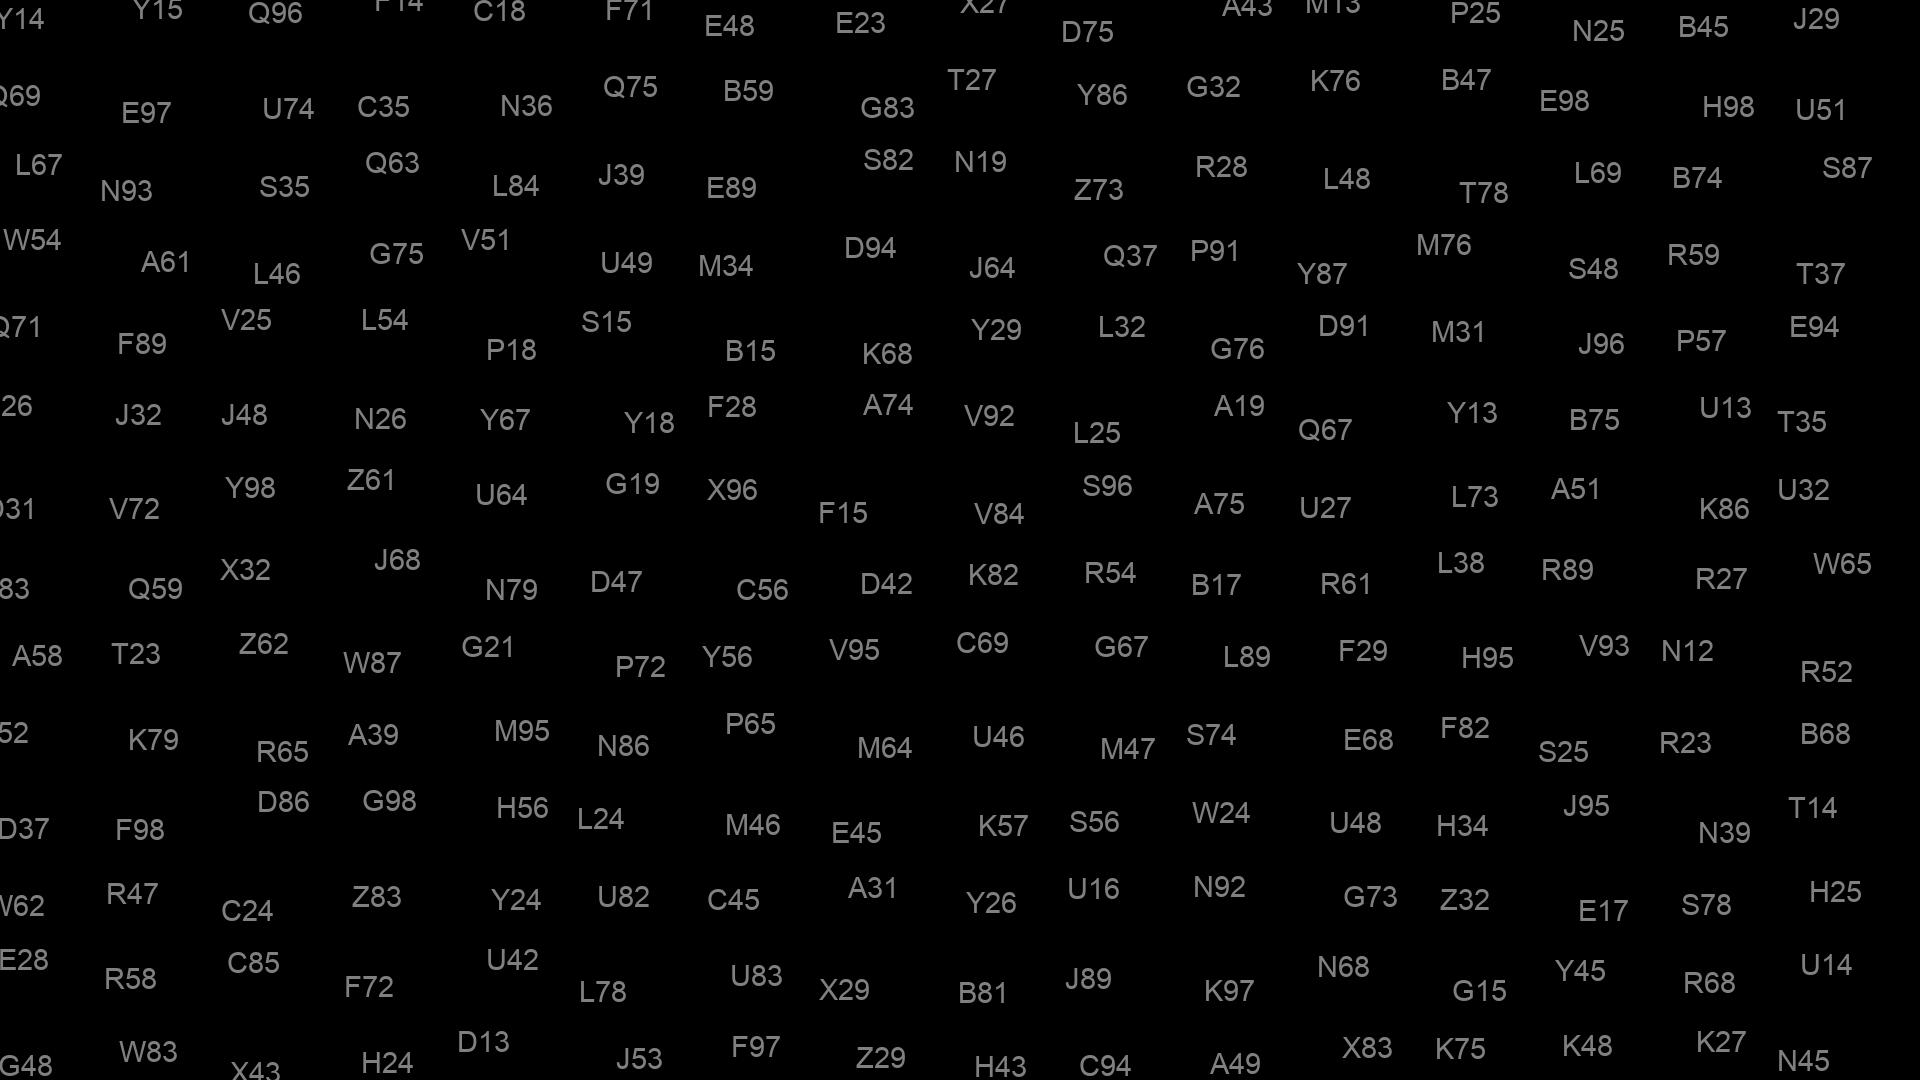 Y14 Y15 Q96 F14 C18 F71 E48 E23 X27 D75 A43 M13 P25 N25 B45 J29
Q69 E97 U74 C35 N36 Q75 B59 G83 T27 Y86 G32 K76 B47 E98 H98 U51
L67 N93 S35 Q63 L84 J39 E89 S82 N19 Z73 R28 L48 T78 L69 B74 S87
W54 A61 L46 G75 V51 U49 M34 D94 J64 Q37 P91 Y87 M76 S48 R59 T37
Q71 F89 V25 L54 P18 S15 B15 K68 Y29 L32 G76 D91 M31 J96 P57 E94
26 J32 J48 N26 Y67 Y18 F28 A74 V92 L25 A19 Q67 Y13 B75 U13 T35
31 V72 Y98 Z61 U64 G19 X96 F15 V84 S96 A75 U27 L73 A51 K86 U32
83 Q59 X32 J68 N79 D47 C56 D42 K82 R54 B17 R61 L38 R89 R27 W65
A58 T23 Z62 W87 G21 P72 Y56 V95 C69 G67 L89 F29 H95 V93 N12 R52
52 K79 R65 A39 M95 N86 P65 M64 U46 M47 S74 E68 F82 S25 R23 B68
D37 F98 D86 G98 H56 L24 M46 E45 K57 S56 W24 U48 H34 J95 N39 T14
W62 R47 C24 Z83 Y24 U82 C45 A31 Y26 U16 N92 G73 Z32 E17 S78 H25
E28 R58 C85 F72 U42 L78 U83 X29 B81 J89 K97 N68 G15 Y45 R68 U14
G48 W83 X43 H24 D13 J53 F97 Z29 H43 C94 A49 X83 K75 K48 K27 N45